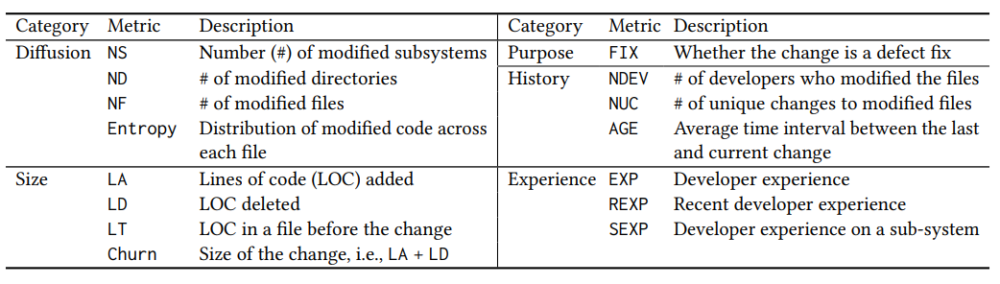 Category Metric Description Category Metric Description
Diffusion NS Number (#) of modified subsystems Purpose FIX Whether the change is a defect fix
ND # of modified directories History NDEV # of developers who modified the files
NF # of modified files NUC # of unique changes to modified files
Entropy Distribution of modified code across AGE Average time interval between the last
each file and current change
Size LA Lines of code (LOC) added Experience EXP Developer experience
LD LOC deleted REXP Recent developer experience
LT LOC in a file before the change SEXP Developer experience on a sub-system
Churn Size of the change, i.e., LA + LD